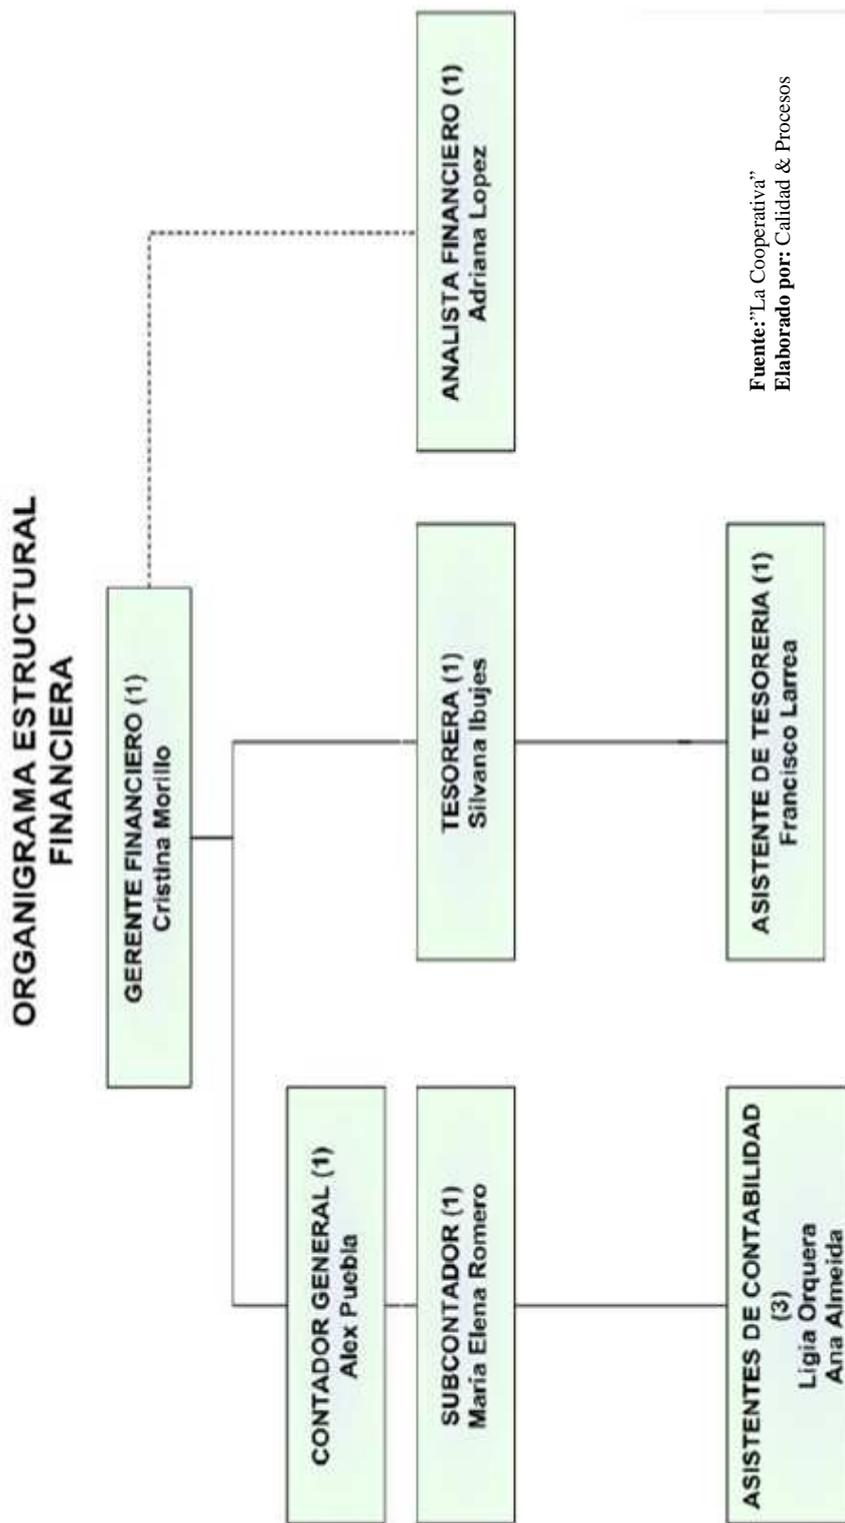 ORGANIGRAMA ESTRUCTURAL
FINANCIERA
GERENTE FINANCIERO (1)
Cristina Morillo
CONTADOR GENERAL (1)
Alex Puebla
SUBCONTADOR (1)
Maria Elena Romero
TESORERA (1)
Silvana Ibujes
ANALISTA FINANCIERO (1)
Adriana Lopez
ASISTENTES DE CONTABILIDAD
(3)
Ligia Orquera
Ana Almeida
ASISTENTE DE TESORERIA (1)
Francisco Larrea
Fuente:”La Cooperativa”
Elaborado por: Calidad & Procesos